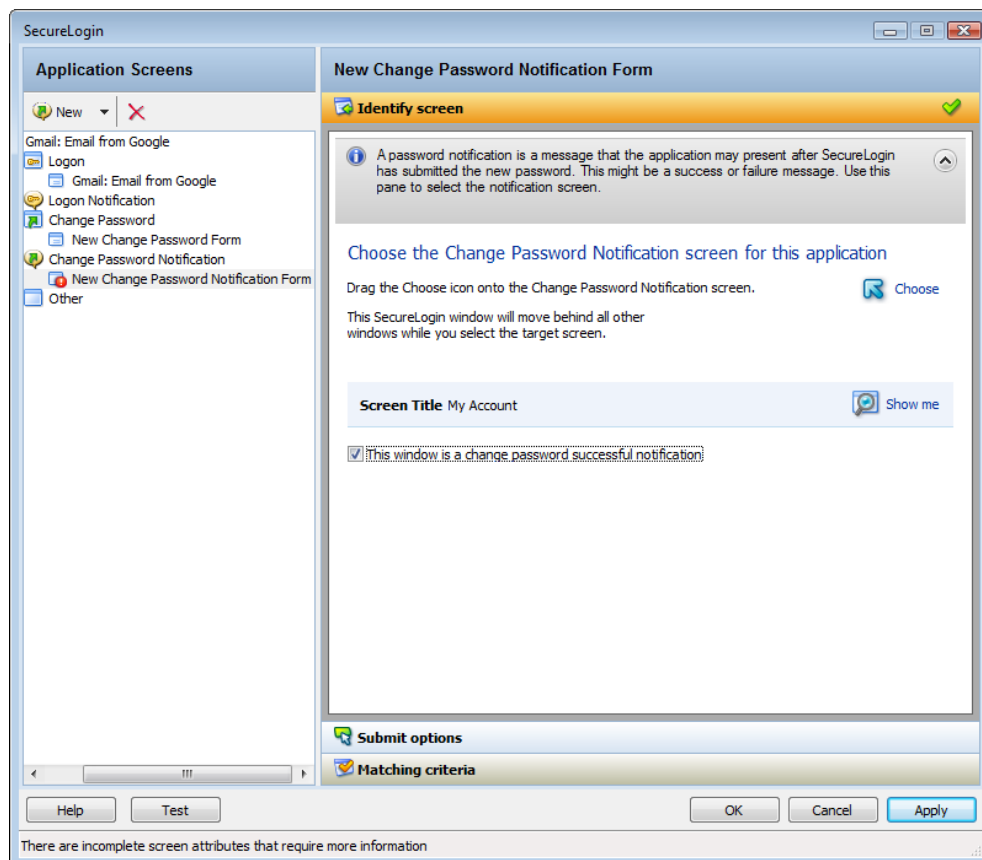 SecureLogin
Application Screens
New
Gmail: Email from Google
Logon
Gmail: Email from Google
Logon Notification
Change Password
New Change Password Form
Change Password Notification
New Change Password Notification Form
Other
New Change Password Notification Form
Identify screen
A password notification is a message that the application may present after SecureLogin
has submitted the new password. This might be a success or failure message. Use this
pane to select the notification screen.
Choose the Change Password Notification screen for this application
Drag the Choose icon onto the Change Password Notification screen.
Choose
This SecureLogin window will move behind all other
windows while you select the target screen.
Screen Title My Account
Show me
This window is a change password successful notification
Submit options
Matching criteria
Help
Test
OK
Cancel
Apply
There are incomplete screen attributes that require more information